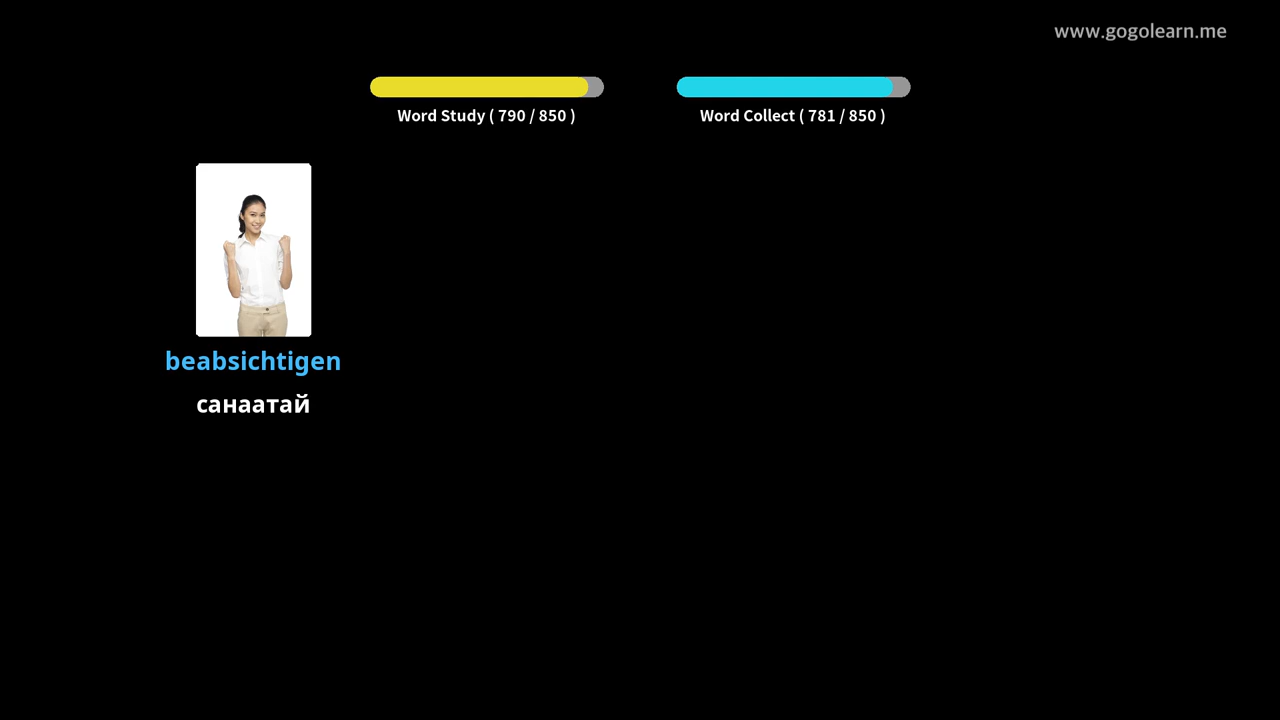 www.gogolearn.me
Word Study ( 790 / 850 )
Word Collect ( 781 / 850 )
beabsichtigen
санаатай